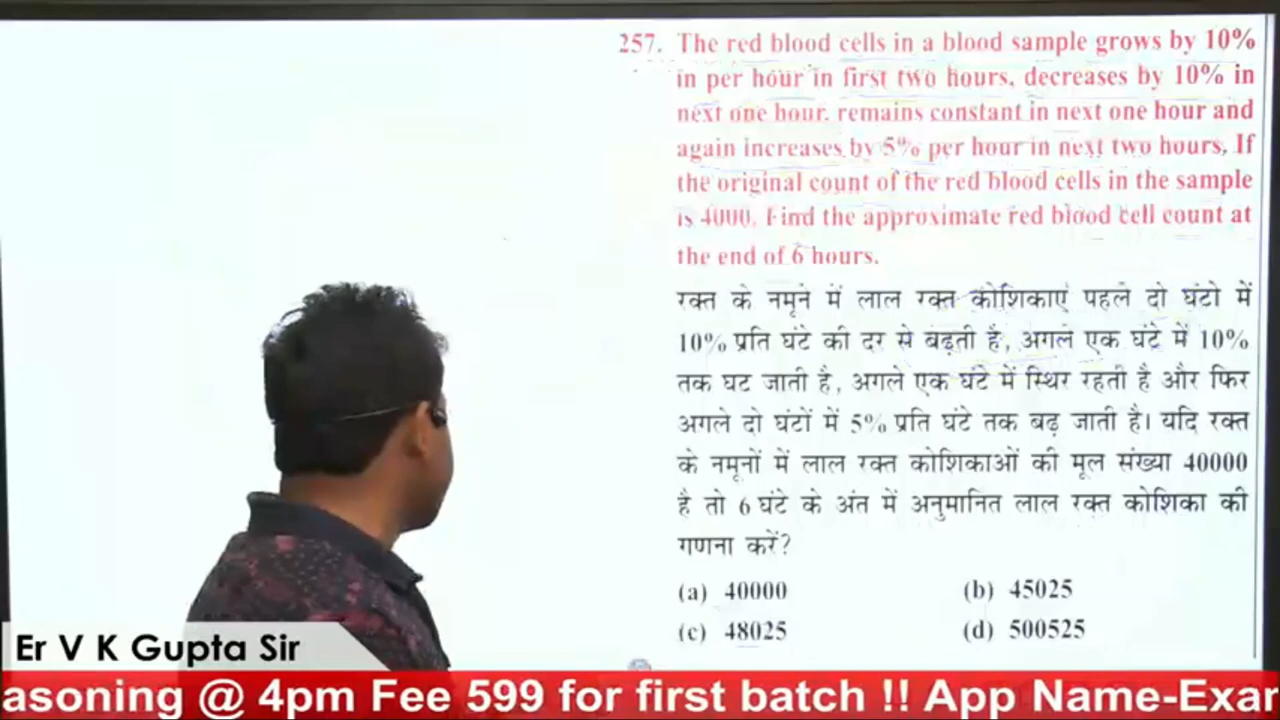 257. The red blood cells in a blood sample grows by 10%
in per hour in first two hours, decreases by 10% in
next one hour, remains constant in next one hour and
again increases by 5% per hour in next two hours, If
the original count of the red blood cells in the sample
is 4000. Find the approximate red blood cell count at
the end of 6 hours.
रक्त के नमूने में लाल रक्त कोशिकाएं पहले दो घंटो में
10% प्रति घंटे की दर से बढ़ती है, अगले एक घंटे में 10%
तक घट जाती है, अगले एक घंटे में स्थिर रहती है और फिर
अगले दो घंटों में 5% प्रति घंटे तक बढ़ जाती है। यदि रक्त
के नमूनों में लाल रक्त कोशिकाओं की मूल संख्या 40000
है तो 6 घंटे के अंत में अनुमानित लाल रक्त कोशिका की
गणना करें?
(a) 40000 (b) 45025
(c) 48025 (d) 500525
Er V K Gupta Sir
asoning @ 4pm Fee 599 for first batch !! App Name-Exar